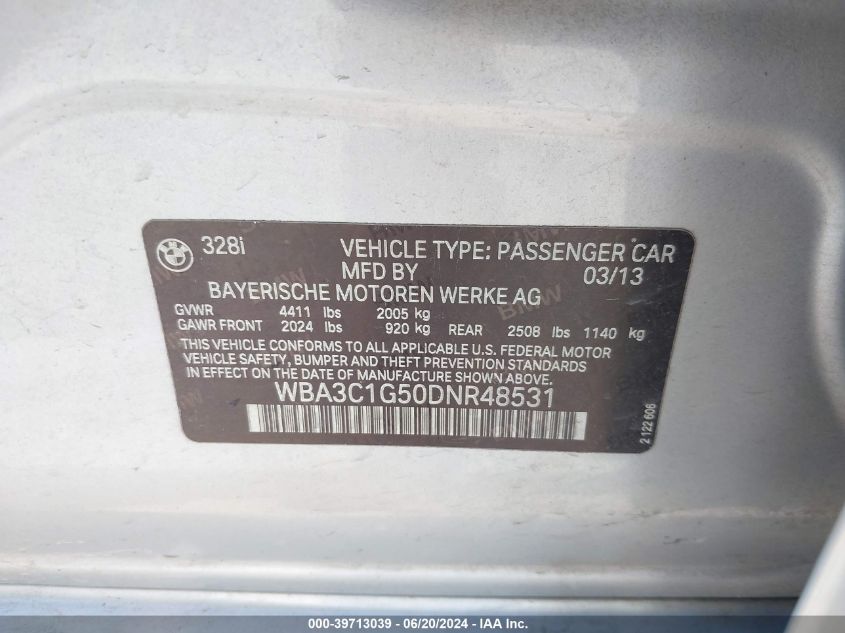 328i VEHICLE TYPE: PASSENGER CAR
MFD BY 03/13
BAYERISCHE MOTOREN WERKE AG
GVWR 4411 lbs 2005 kg
GAWR FRONT 2024 lbs 920 kg REAR 2508 lbs 1140 kg
THIS VEHICLE CONFORMS TO ALL APPLICABLE U.S. FEDERAL MOTOR
VEHICLE SAFETY, BUMPER AND THEFT PREVENTION STANDARDS
IN EFFECT ON THE DATE OF MANUFACTURE SHOWN ABOVE.
WBA3C1G50DNR48531
2 122 606
000-39713039 - 06/20/2024 - IAAI.com